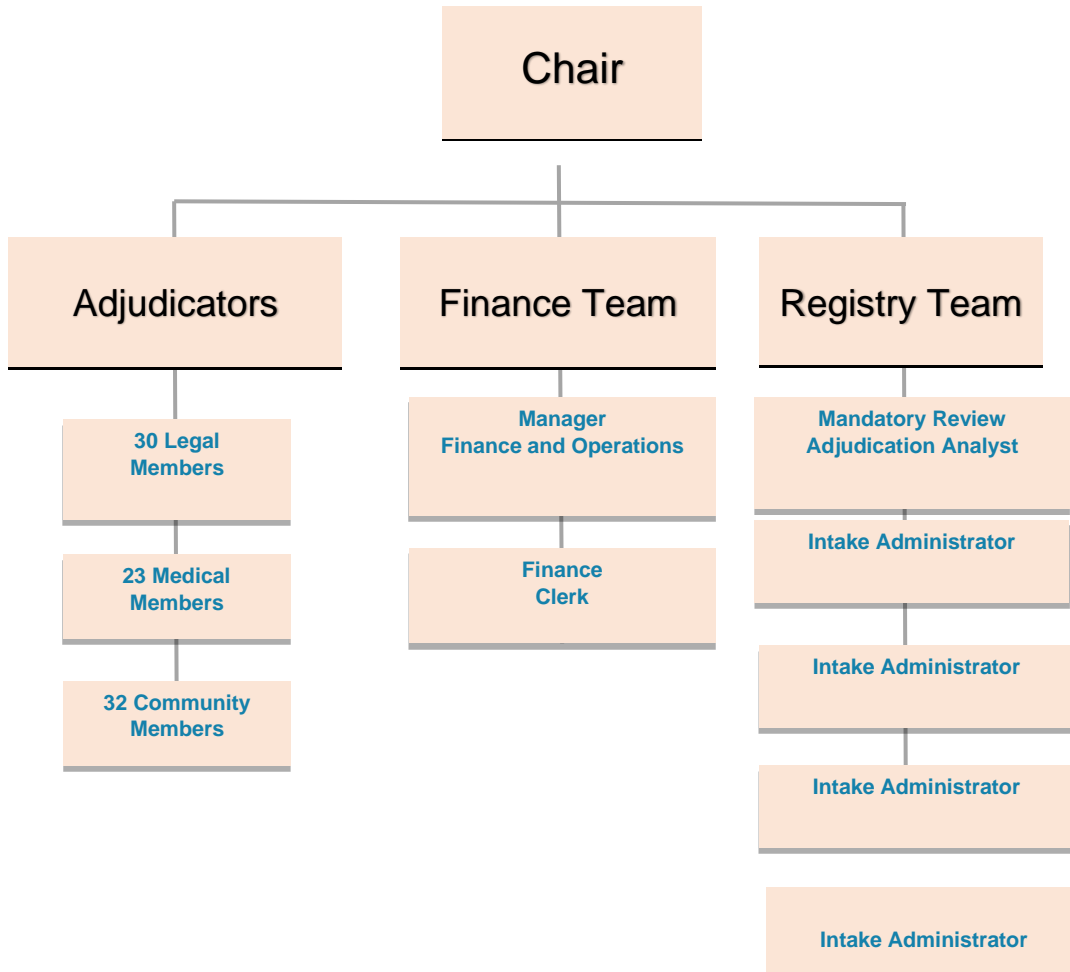 Chair
Adjudicators
Finance Team
Registry Team
30 Legal
Members
23 Medical
Members
32 Community
Members
Manager
Finance and Operations
Finance
Clerk
Mandatory Review
Adjudication Analyst
Intake Administrator
Intake Administrator
Intake Administrator
Intake Administrator